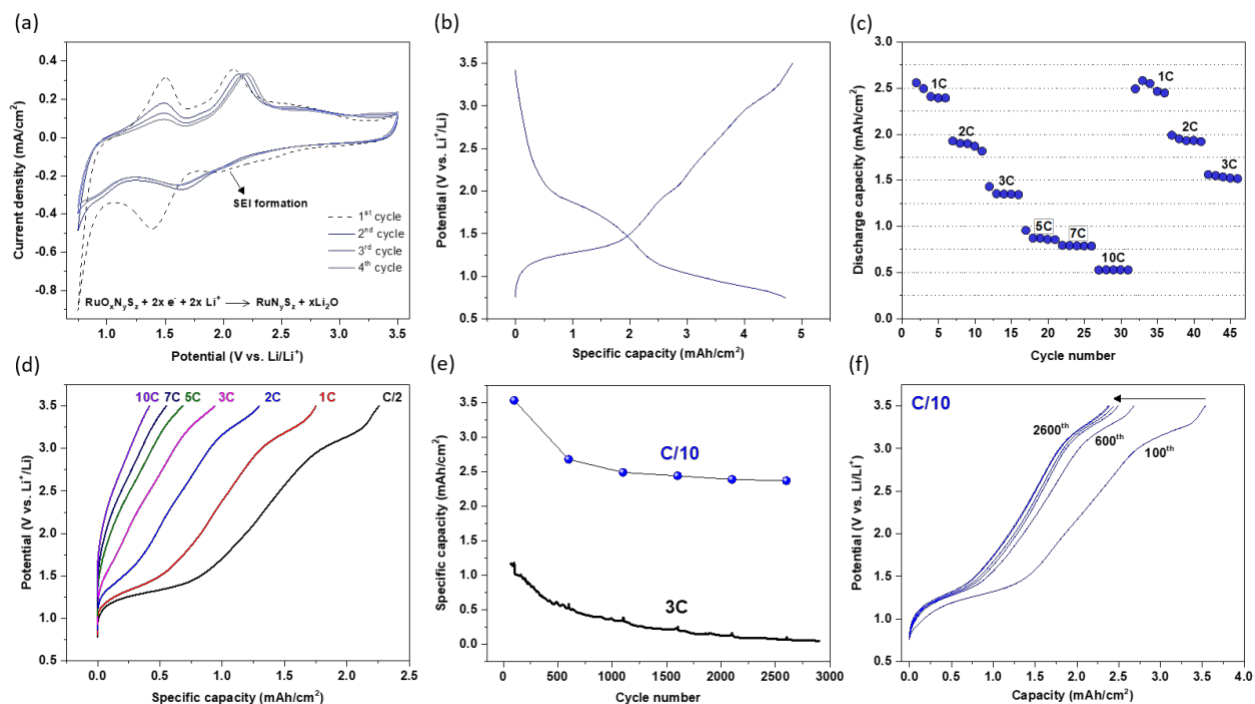 (a)
Current density (mA/cm²)
0.4
0.2
0.0
-0.2
-0.4
-0.6
-0.8
SEI formation
1ˢᵗ cycle
2ⁿᵈ cycle
3ʳᵈ cycle
4ᵗʰ cycle
RuOₓNᵧS_z + 2x e⁻ + 2x Li⁺ → RuNᵧS_z + xLi₂O
1.0 1.5 2.0 2.5 3.0 3.5
Potential (V vs. Li/Li⁺)
(b)
Potential (V vs. Li⁺/Li)
3.5
3.0
2.5
2.0
1.5
1.0
0.5
0 1 2 3 4 5
Specific capacity (mAh/cm²)
(c)
Discharge capacity (mAh/cm²)
3.0
2.5
2.0
1.5
1.0
0.5
0.0
1C
2C
3C
5C
7C
10C
1C
2C
3C
0 5 10 15 20 25 30 35 40 45
Cycle number
(d)
Potential (V vs. Li⁺/Li)
3.5
3.0
2.5
2.0
1.5
1.0
0.5
10C 7C 5C 3C 2C 1C C/2
0.0 0.5 1.0 1.5 2.0 2.5
Specific capacity (mAh/cm²)
(e)
Specific capacity (mAh/cm²)
3.5
3.0
2.5
2.0
1.5
1.0
0.5
0.0
C/10
3C
0 500 1000 1500 2000 2500 3000
Cycle number
(f)
Potential (V vs. Li/Li⁺)
3.5
3.0
2.5
2.0
1.5
1.0
0.5
C/10
2600ᵗʰ
600ᵗʰ
100ᵗʰ
0.0 0.5 1.0 1.5 2.0 2.5 3.0 3.5 4.0
Capacity (mAh/cm²)